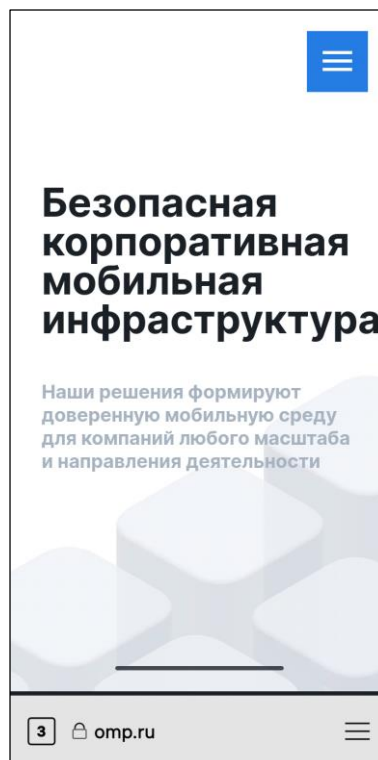 Безопасная
корпоративная
мобильная
инфраструктура
Наши решения формируют
доверенную мобильную среду
для компаний любого масштаба
и направления деятельности
3 omp.ru